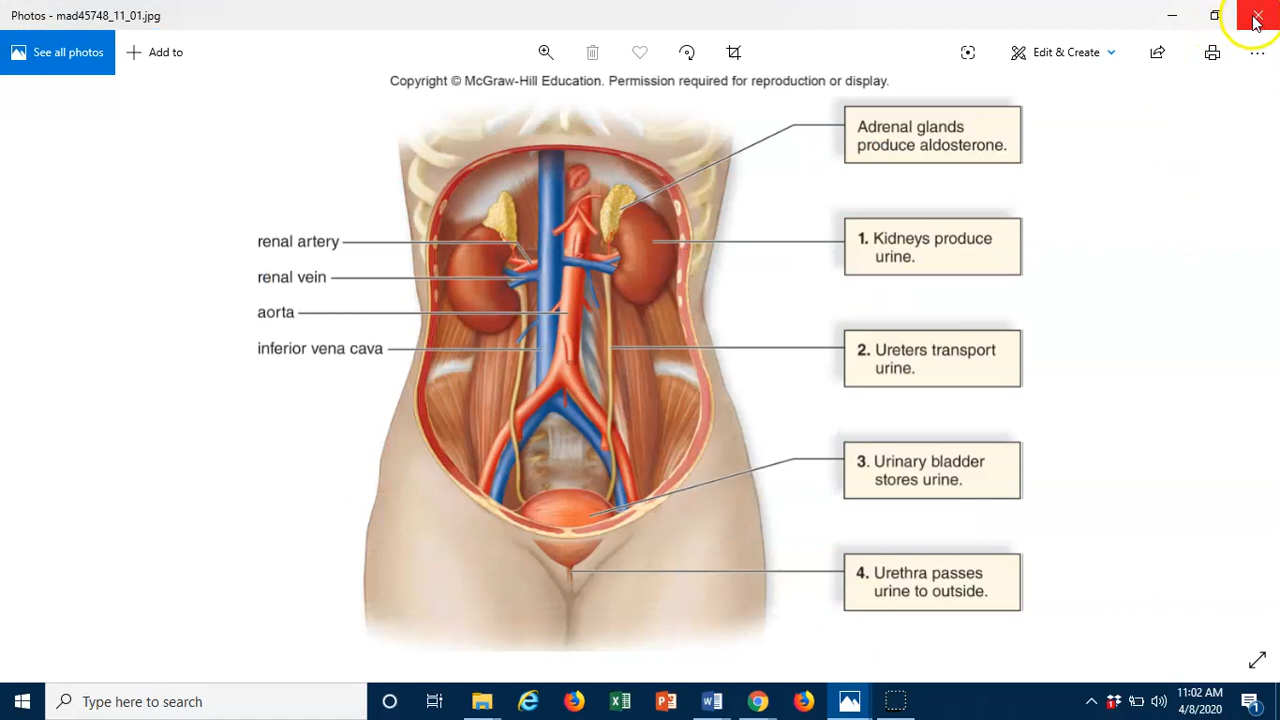 Photos - mad45748_11_01.jpg
See all photos
Add to
Edit & Create
Copyright © McGraw-Hill Education. Permission required for reproduction or display.
Adrenal glands
produce aldosterone.
renal artery
1. Kidneys produce
urine.
renal vein
aorta
inferior vena cava
2. Ureters transport
urine.
3. Urinary bladder
stores urine.
4. Urethra passes
urine to outside.
Type here to search
11:02 AM
4/8/2020
1